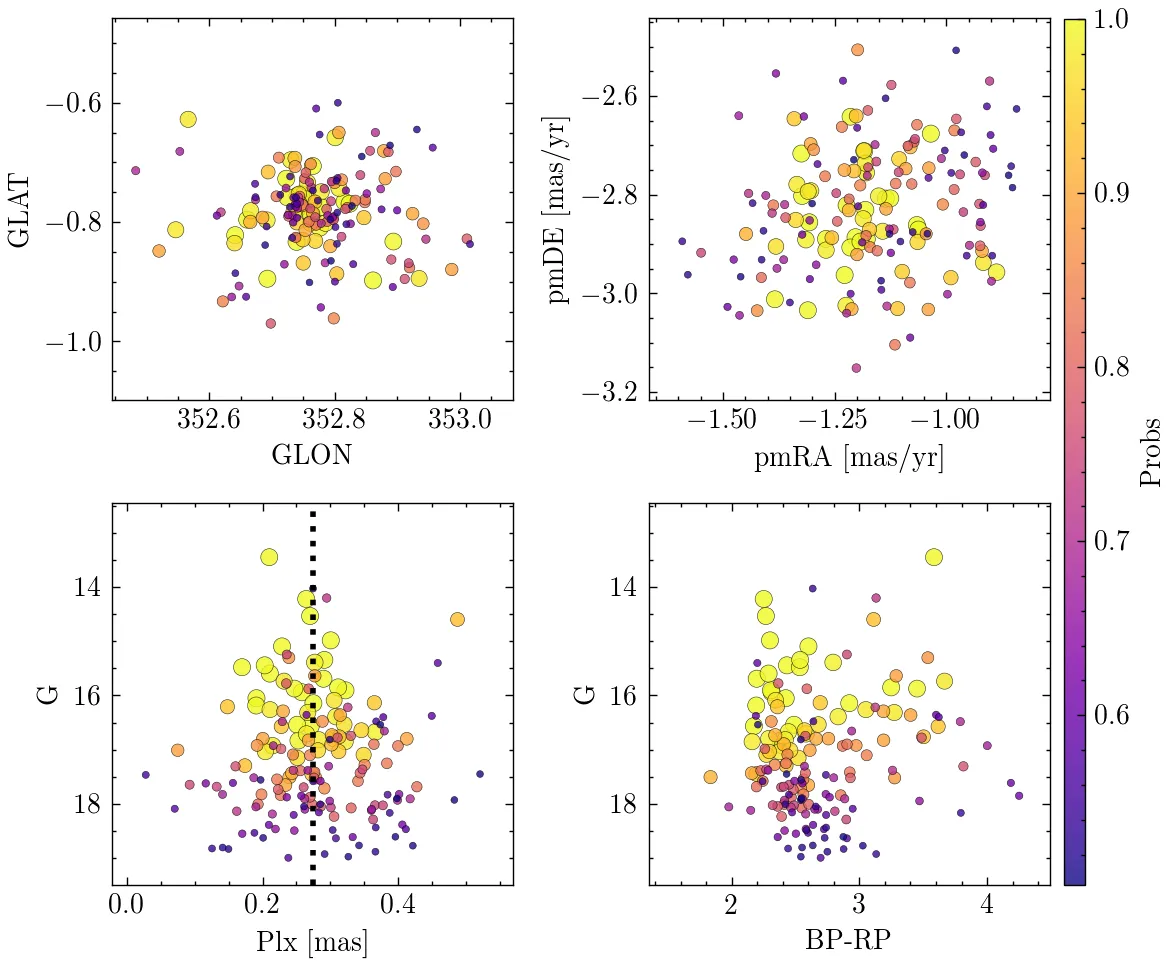 −0.6
−0.8
−1.0
GLAT
352.6 352.8 353.0
GLON
−2.6
−2.8
−3.0
−3.2
pmDE [mas/yr]
−1.50 −1.25 −1.00
pmRA [mas/yr]
14
16
18
G
0.0 0.2 0.4
Plx [mas]
14
16
18
G
2 3 4
BP-RP
1.0
0.9
0.8
0.7
0.6
Probs